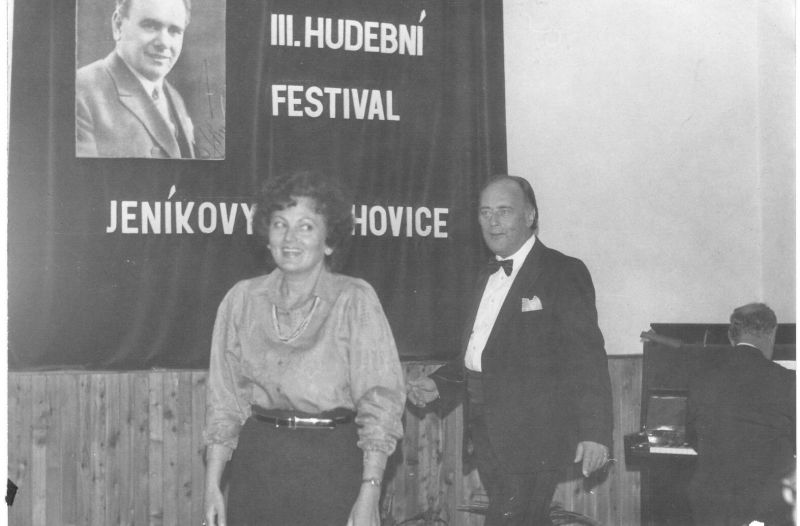 III. HUDEBNÍ
FESTIVAL
JENÍKOVY HOVICE